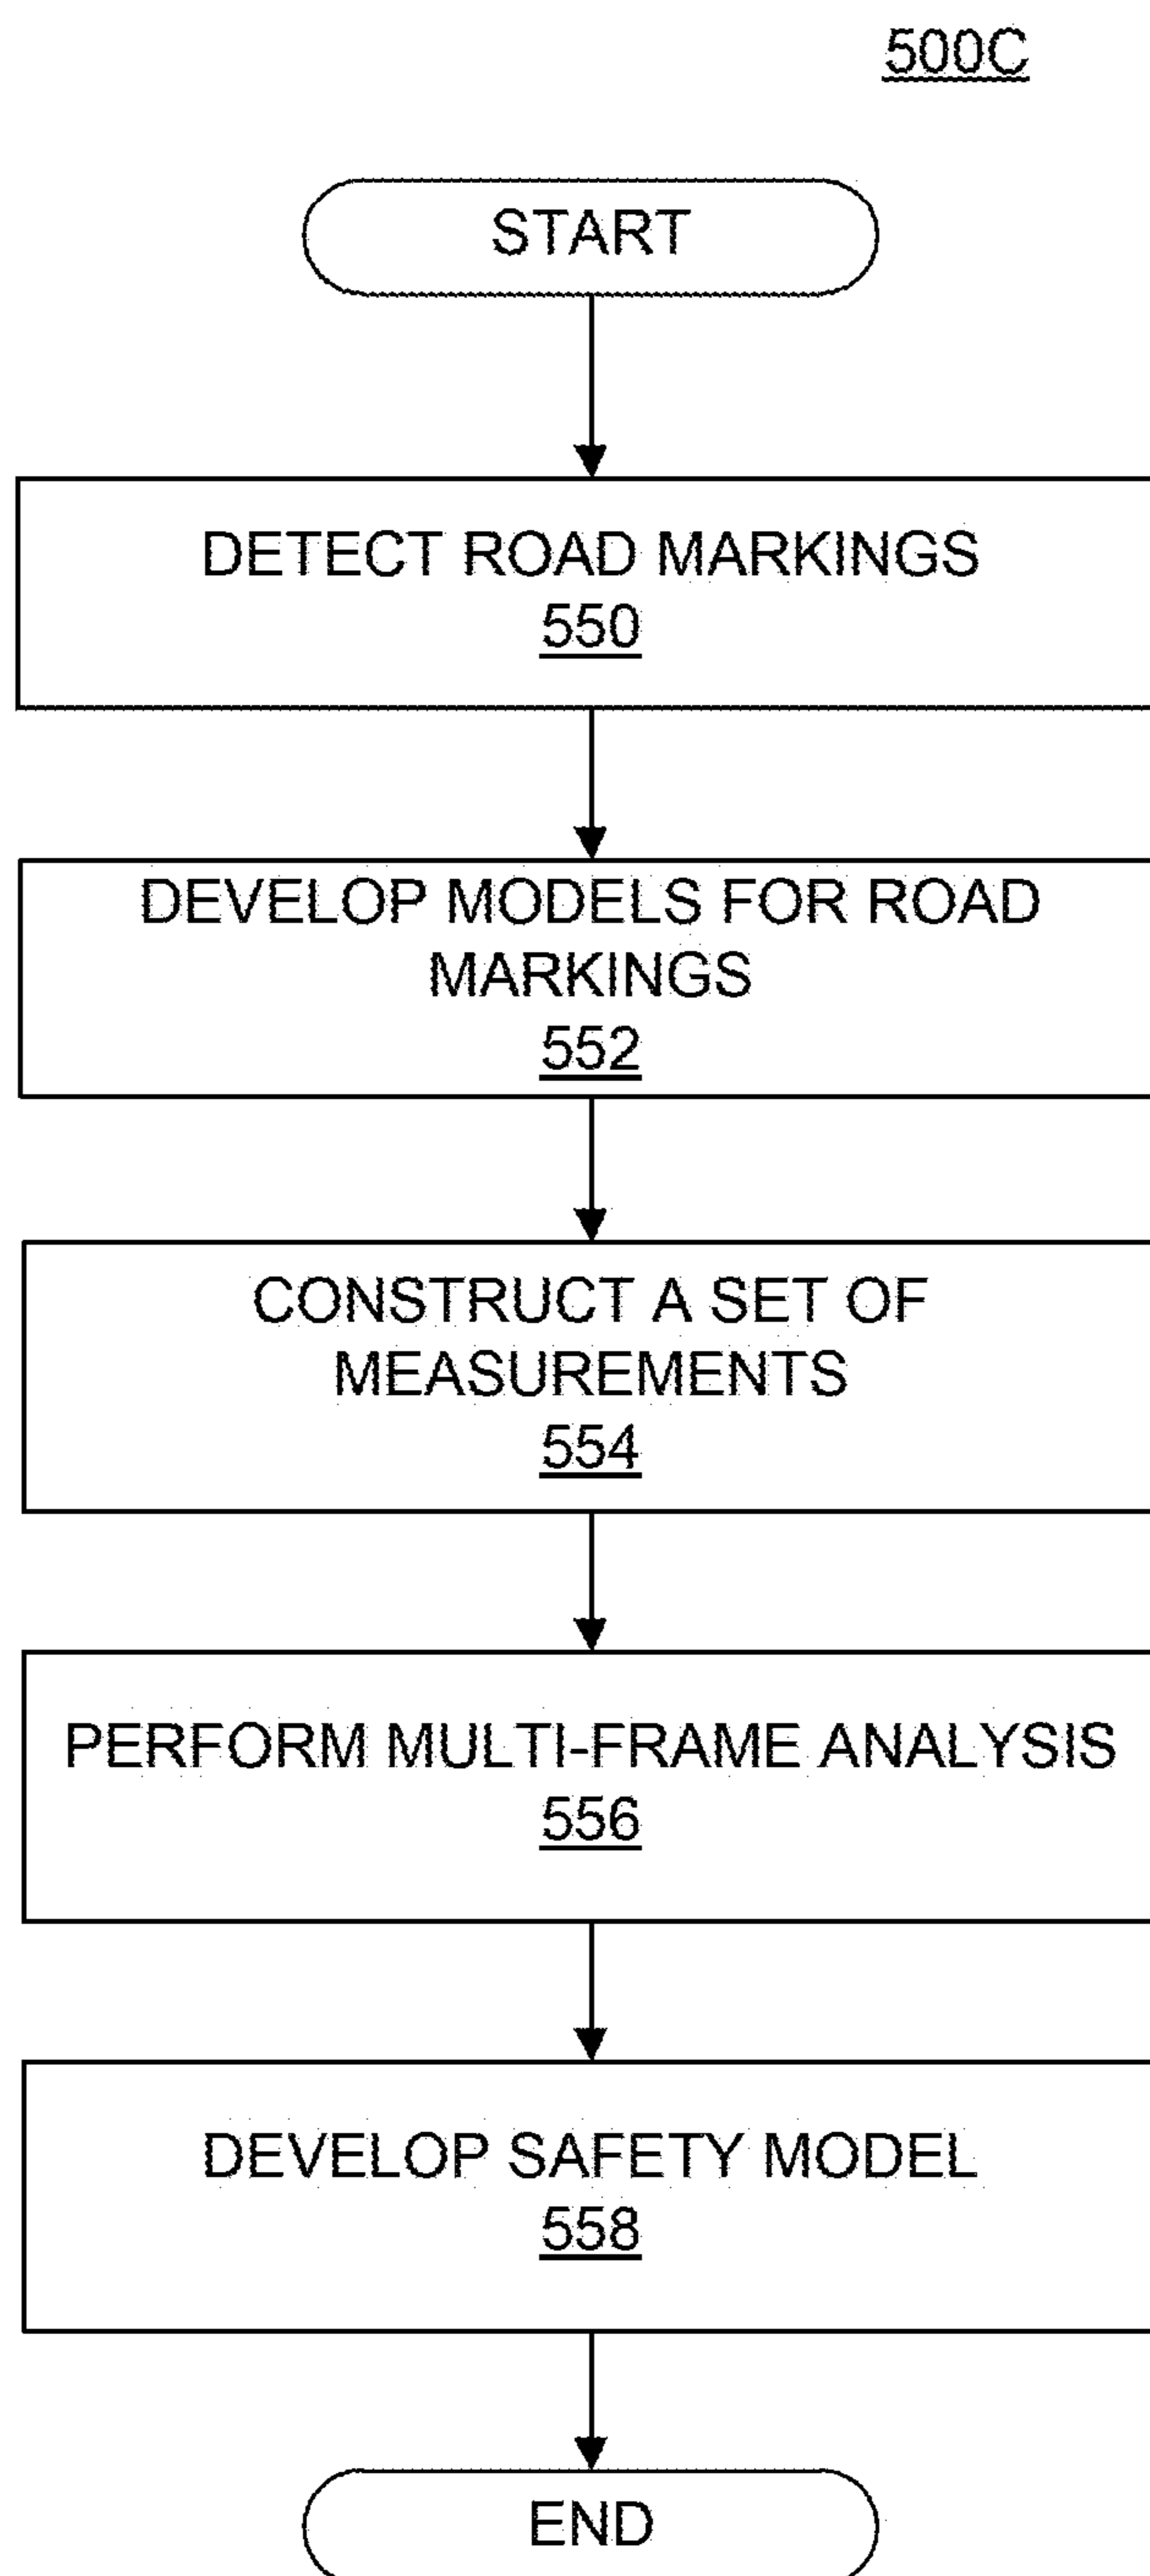 500C
START
DETECT ROAD MARKINGS
550
DEVELOP MODELS FOR ROAD
MARKINGS
552
CONSTRUCT A SET OF
MEASUREMENTS
554
PERFORM MULTI-FRAME ANALYSIS
556
DEVELOP SAFETY MODEL
558
END